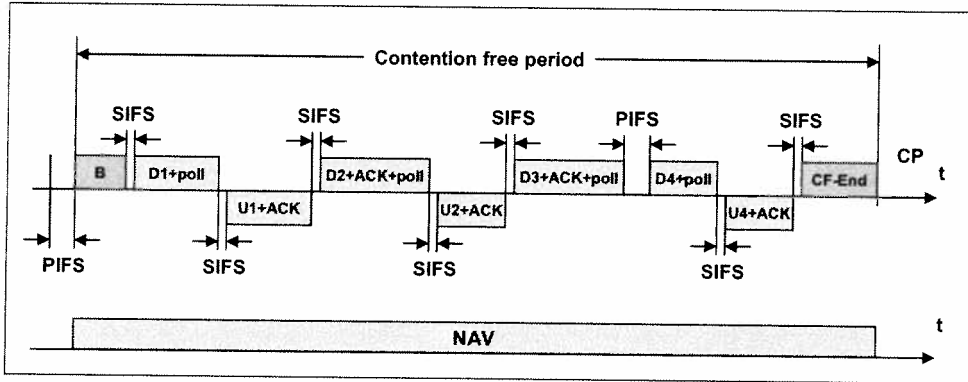 Contention free period
SIFS
SIFS
SIFS
PIFS
SIFS
CP
t
B
D1+poll
D2+ACK+poll
D3+ACK+poll
D4+poll
CF-End
U1+ACK
U2+ACK
U4+ACK
PIFS
SIFS
SIFS
SIFS
t
NAV